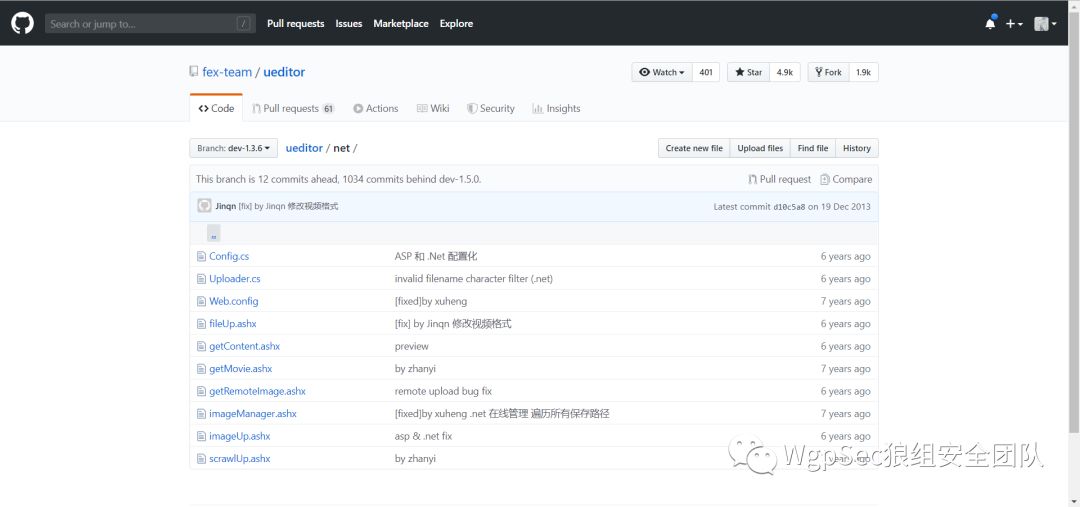 Search or jump to... /
Pull requests Issues Marketplace Explore
fex-team / ueditor
Watch 401 Star 4.9k Fork 1.9k
Code Pull requests 61 Actions Wiki Security Insights
Branch: dev-1.3.6 ueditor / net / Create new file Upload files Find file History
This branch is 12 commits ahead, 1034 commits behind dev-1.5.0. Pull request Compare
Jinqn [fix] by Jinqn 修改视频格式 Latest commit d10c5a8 on 19 Dec 2013
..
Config.cs ASP 和 .Net 配置化 6 years ago
Uploader.cs invalid filename character filter (.net) 6 years ago
Web.config [fixed]by xuheng 7 years ago
fileUp.ashx [fix] by Jinqn 修改视频格式 6 years ago
getContent.ashx preview 6 years ago
getMovie.ashx by zhanyi 7 years ago
getRemoteImage.ashx remote upload bug fix 6 years ago
imageManager.ashx [fixed]by xuheng .net 在线管理 遍历所有保存路径 7 years ago
imageUp.ashx asp & .net fix 6 years ago
scrawlUp.ashx by zhanyi years ago
WgpSec狼组安全团队